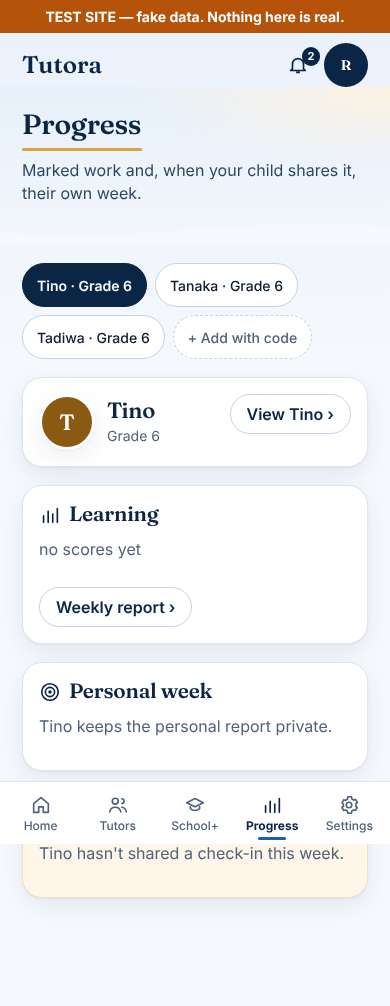 TEST SITE — fake data. Nothing here is real.
Tutora
2
R
Progress
Marked work and, when your child shares it,
their own week.
Tino · Grade 6
Tanaka · Grade 6
Tadiwa · Grade 6
+ Add with code
T
Tino
Grade 6
View Tino ›
Learning
no scores yet
Weekly report ›
Personal week
Tino keeps the personal report private.
Home
Tutors
School+
Progress
Settings
Tino hasn't shared a check-in this week.